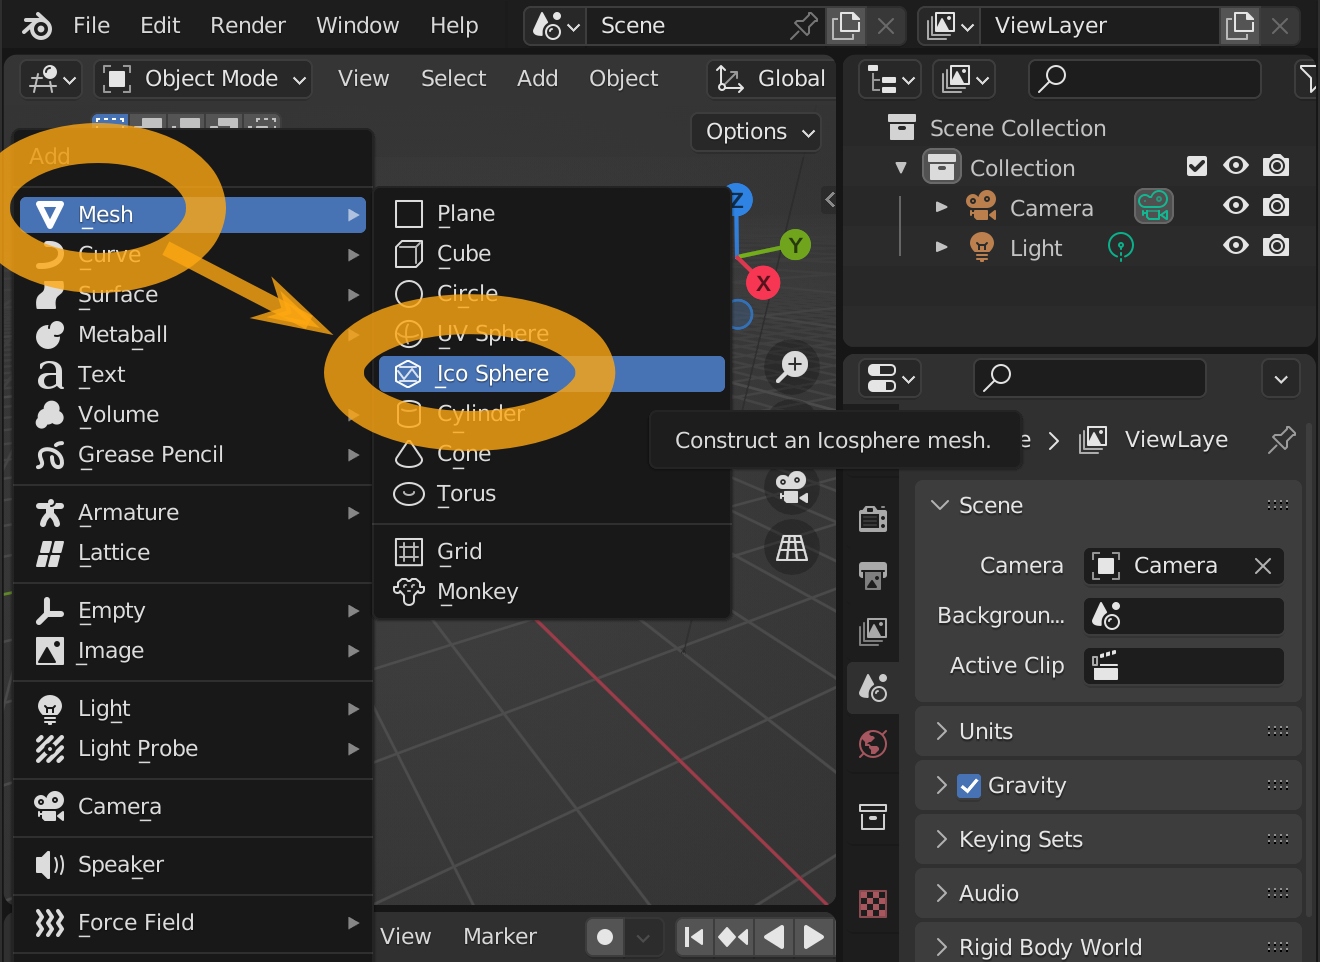 File Edit Render Window Help Scene ViewLayer
Object Mode View Select Add Object Global
Options
Scene Collection
Collection
Camera
Light
Add
Mesh
Curve
Surface
Metaball
Text
Volume
Grease Pencil
Armature
Lattice
Empty
Image
Light
Light Probe
Camera
Speaker
Force Field
Plane
Cube
Circle
UV Sphere
Ico Sphere
Cylinder
Cone
Torus
Grid
Monkey
Z
Y
X
Construct an Icosphere mesh.
e ViewLaye
Scene
Camera Camera
Backgroun...
Active Clip
Units
Gravity
Keying Sets
Audio
Rigid Body World
View Marker